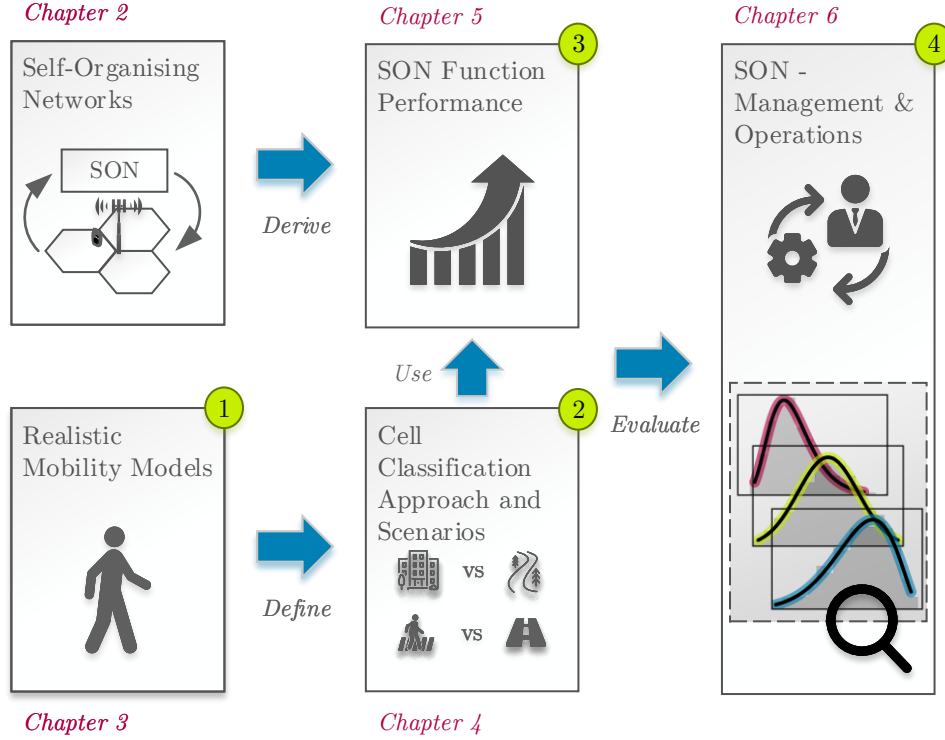 Chapter 2
Self-Organising
Networks
SON
Derive
Chapter 5
3
SON Function
Performance
Use
Chapter 6
4
SON -
Management &
Operations
1
Realistic
Mobility Models
Chapter 3
Define
2
Cell
Classification
Approach and
Scenarios
vs
vs
Chapter 4
Evaluate